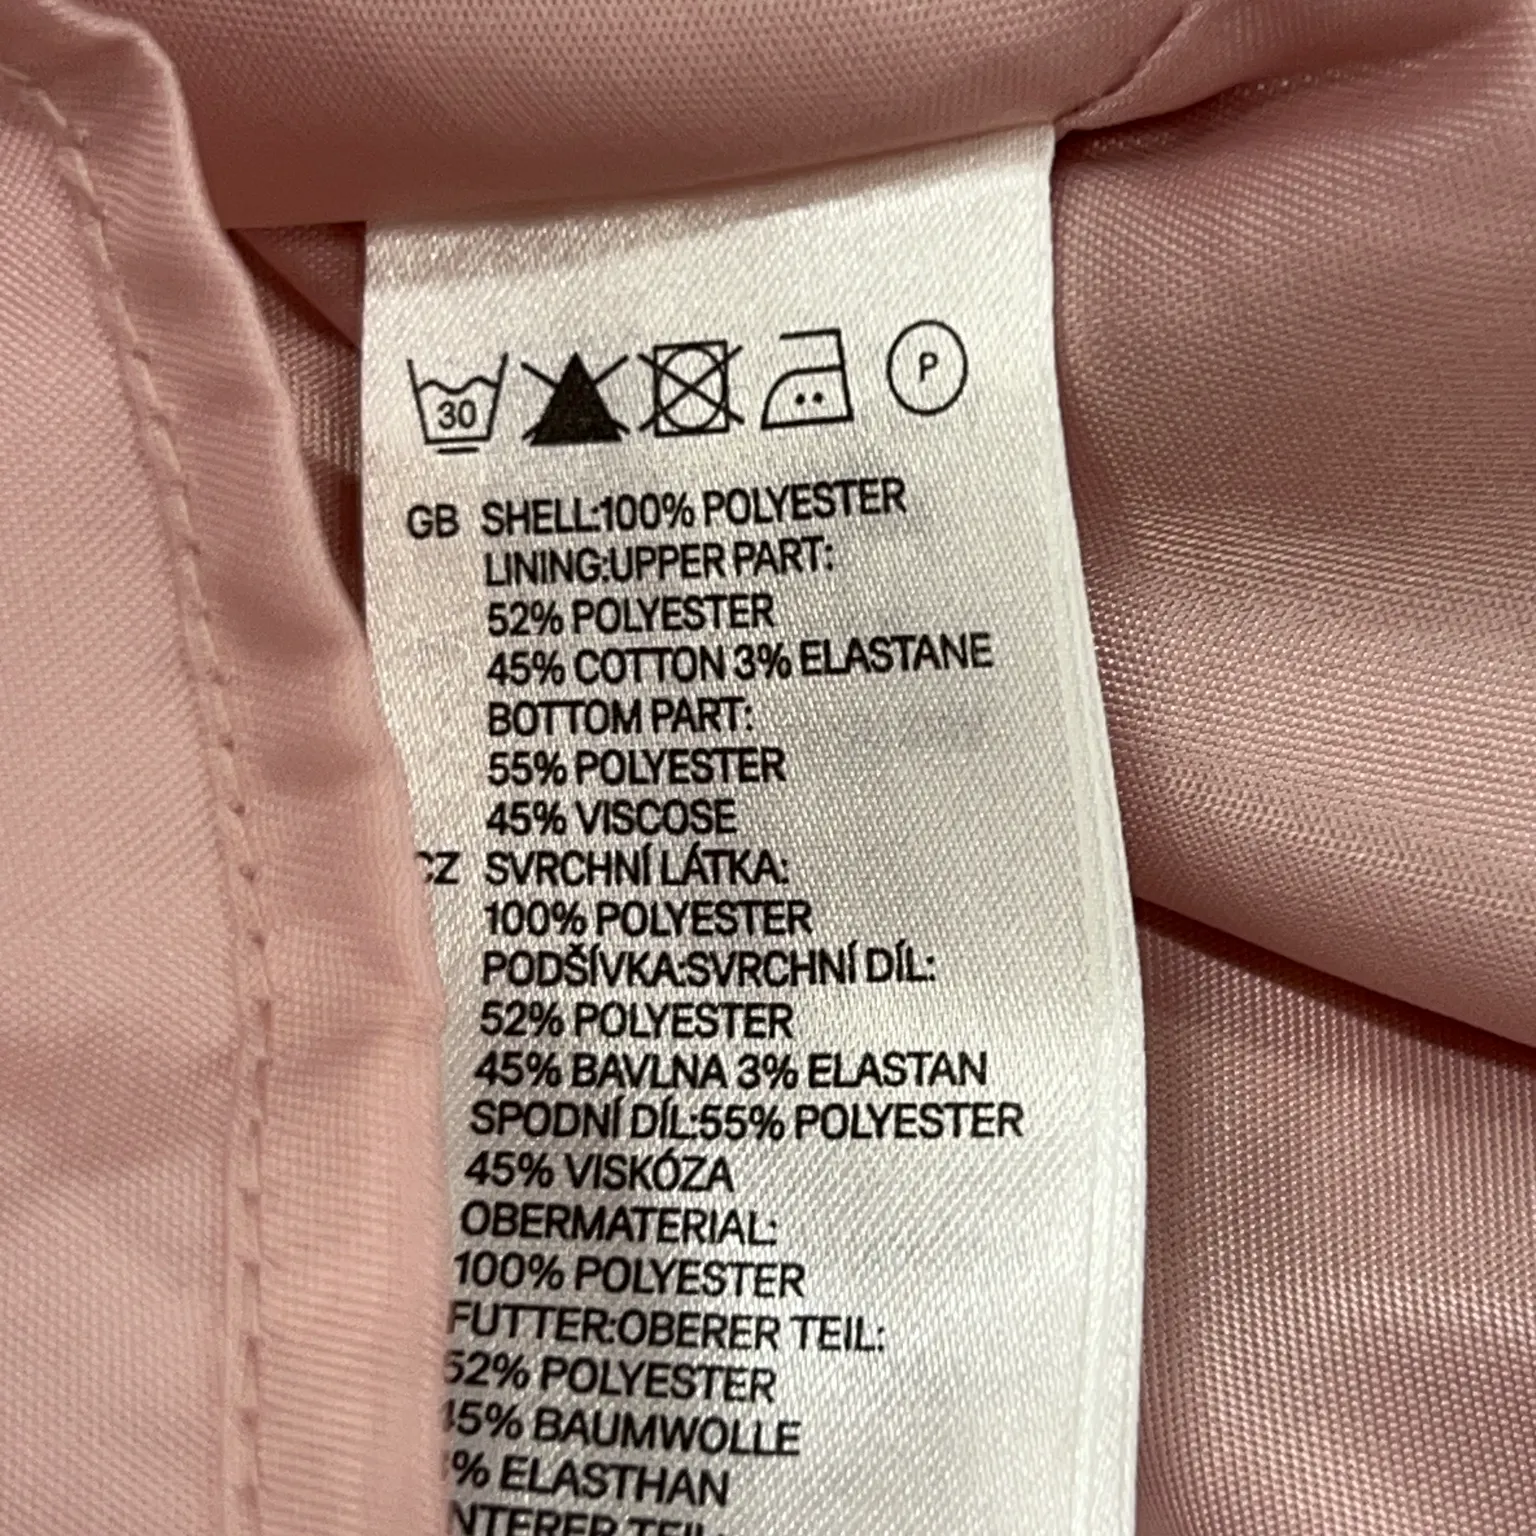 30
P
GB SHELL:100% POLYESTER
LINING:UPPER PART:
52% POLYESTER
45% COTTON 3% ELASTANE
BOTTOM PART:
55% POLYESTER
45% VISCOSE
CZ SVRCHNÍ LÁTKA:
100% POLYESTER
PODŠÍVKA:SVRCHNÍ DÍL:
52% POLYESTER
45% BAVLNA 3% ELASTAN
SPODNÍ DÍL:55% POLYESTER
45% VISKÓZA
OBERMATERIAL:
100% POLYESTER
FUTTER:OBERER TEIL:
52% POLYESTER
45% BAUMWOLLE
% ELASTHAN
TEIL: